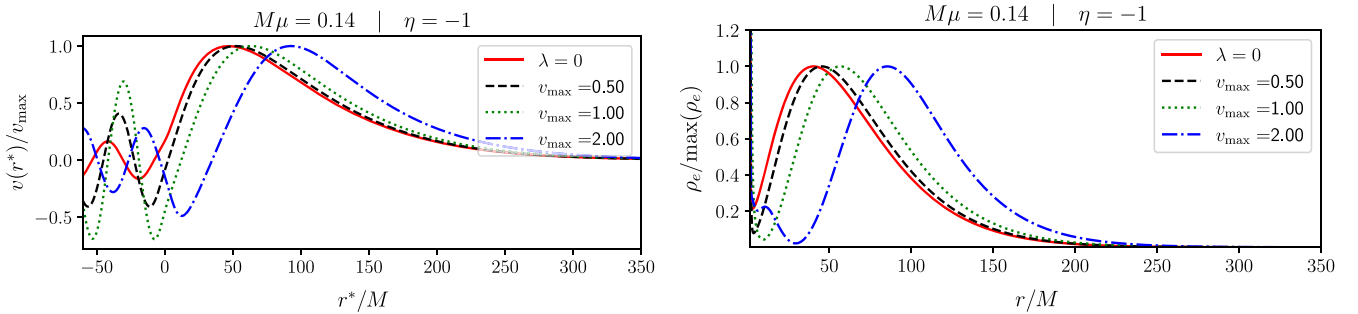 Mμ = 0.14 | η = −1
1.0
0.5
0.0
−0.5
v(r*)/v_max
λ = 0
v_max =0.50
v_max =1.00
v_max =2.00
−50 0 50 100 150 200 250 300 350
r*/M
Mμ = 0.14 | η = −1
1.2
1.0
0.8
0.6
0.4
0.2
ρ_e/max(ρ_e)
λ = 0
v_max =0.50
v_max =1.00
v_max =2.00
50 100 150 200 250 300 350
r/M